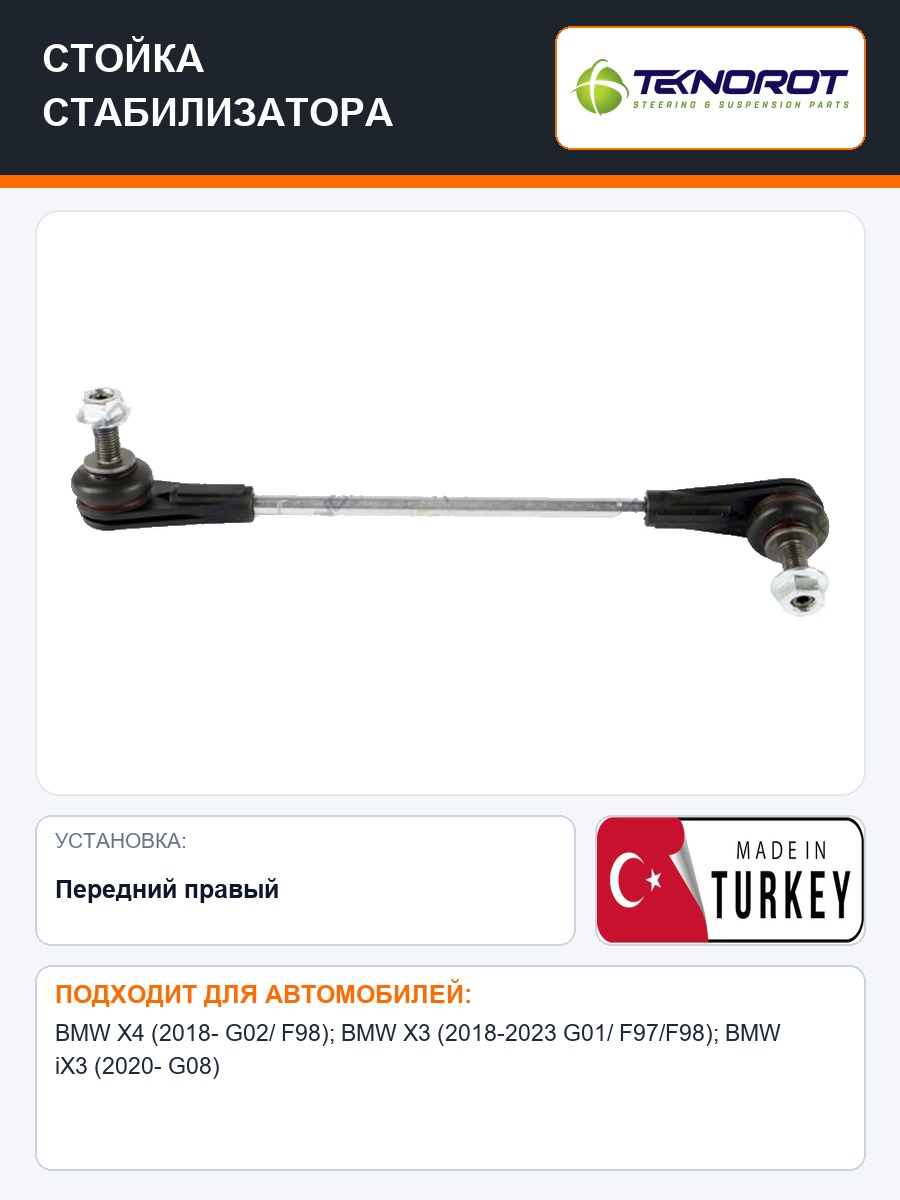 СТОЙКА
СТАБИЛИЗАТОРА
TEKNOROT
STEERING & SUSPENSION PARTS
УСТАНОВКА:
Передний правый
MADE IN
TURKEY
ПОДХОДИТ ДЛЯ АВТОМОБИЛЕЙ:
BMW X4 (2018- G02/ F98); BMW X3 (2018-2023 G01/ F97/F98); BMW
iX3 (2020- G08)